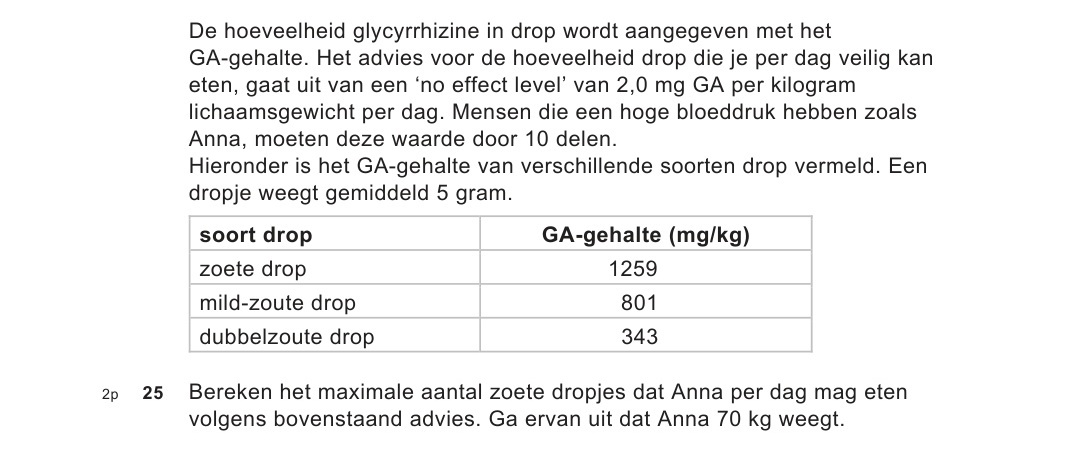 De hoeveelheid glycyrrhizine in drop wordt aangegeven met het
GA-gehalte. Het advies voor de hoeveelheid drop die je per dag veilig kan
eten, gaat uit van een ‘no effect level’ van 2,0 mg GA per kilogram
lichaamsgewicht per dag. Mensen die een hoge bloeddruk hebben zoals
Anna, moeten deze waarde door 10 delen.
Hieronder is het GA-gehalte van verschillende soorten drop vermeld. Een
dropje weegt gemiddeld 5 gram.
soort drop GA-gehalte (mg/kg)
zoete drop 1259
mild-zoute drop 801
dubbelzoute drop 343
2p 25 Bereken het maximale aantal zoete dropjes dat Anna per dag mag eten
volgens bovenstaand advies. Ga ervan uit dat Anna 70 kg weegt.